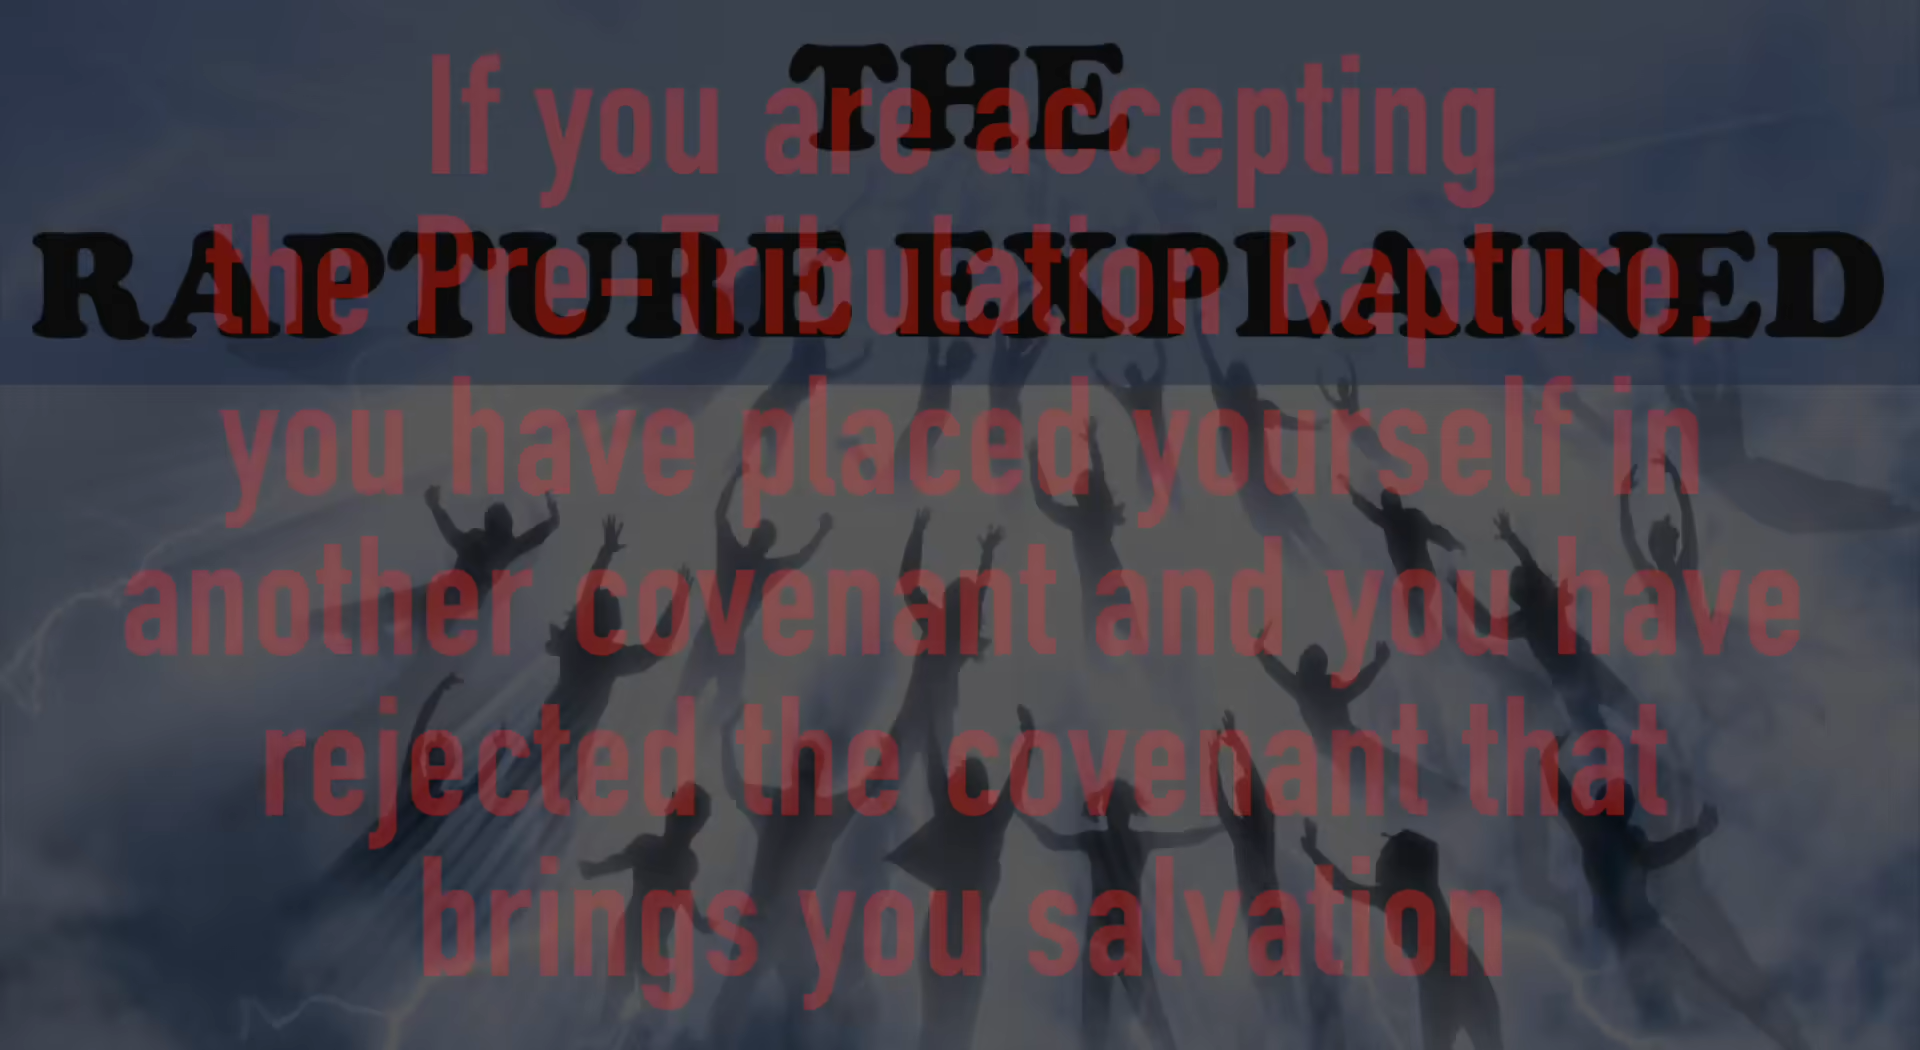 THE
RAPTURE EXPLAINED
If you are accepting
the Pre-Tribulation Rapture,
you have placed yourself in
another covenant and you have
rejected the covenant that
brings you salvation